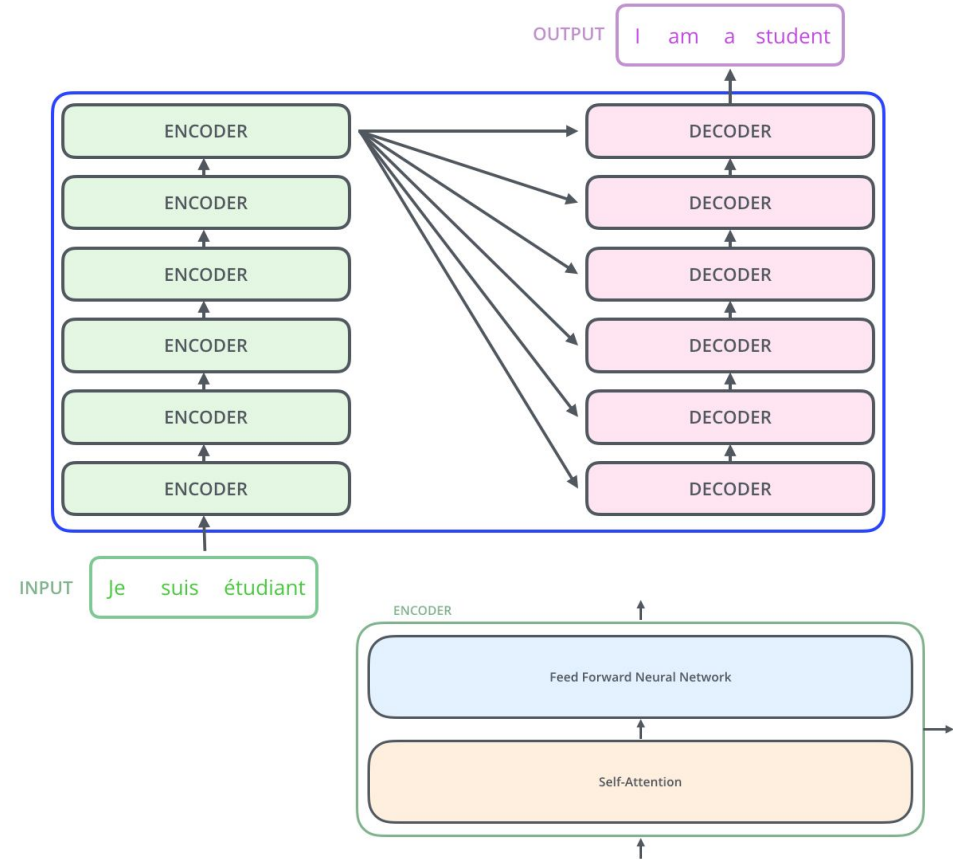 OUTPUT
I am a student
ENCODER
DECODER
ENCODER
DECODER
ENCODER
DECODER
ENCODER
DECODER
ENCODER
DECODER
ENCODER
DECODER
INPUT
Je suis étudiant
ENCODER
Feed Forward Neural Network
Self-Attention